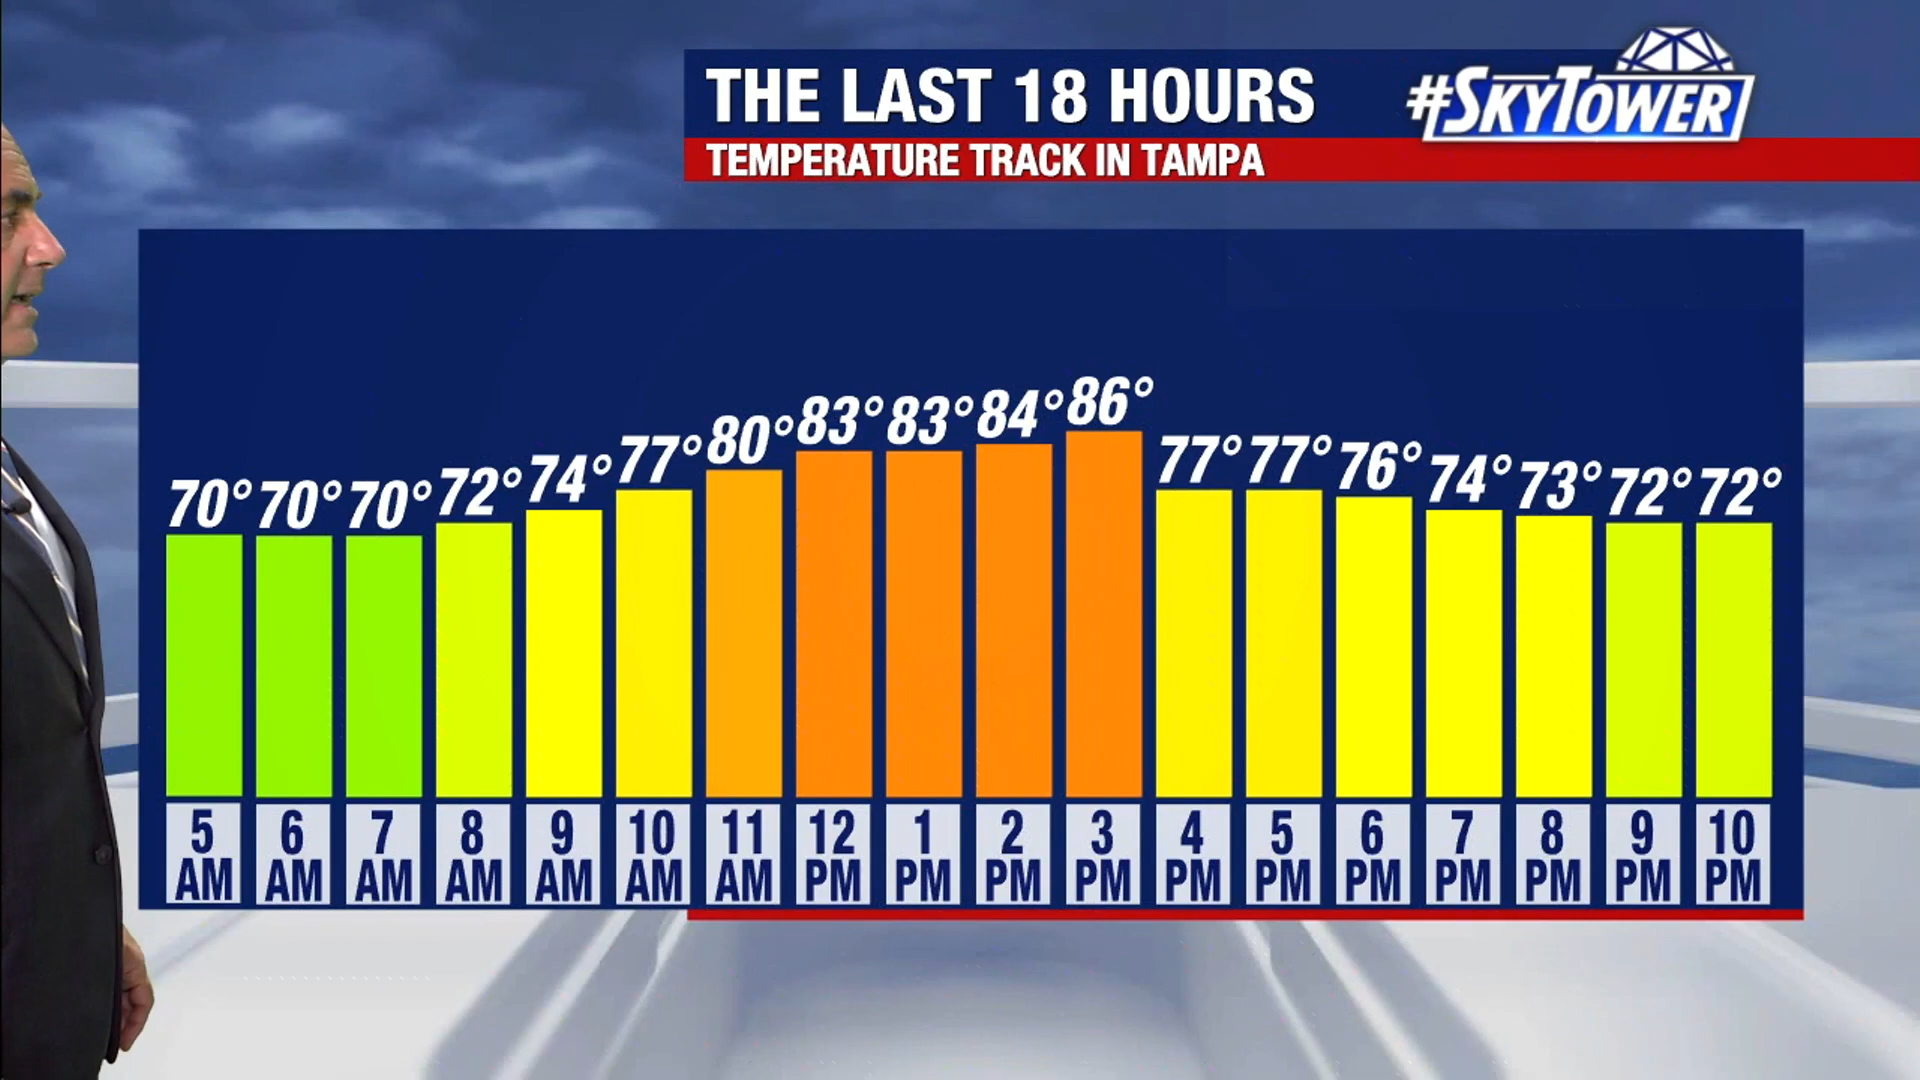 THE LAST 18 HOURS
#SKYTOWER
TEMPERATURE TRACK IN TAMPA
70° 70° 70° 72° 74° 77° 80° 83° 83° 84° 86° 77° 77° 76° 74° 73° 72° 72°
5 6 7 8 9 10 11 12 1 2 3 4 5 6 7 8 9 10
AM AM AM AM AM AM AM PM PM PM PM PM PM PM PM PM PM PM